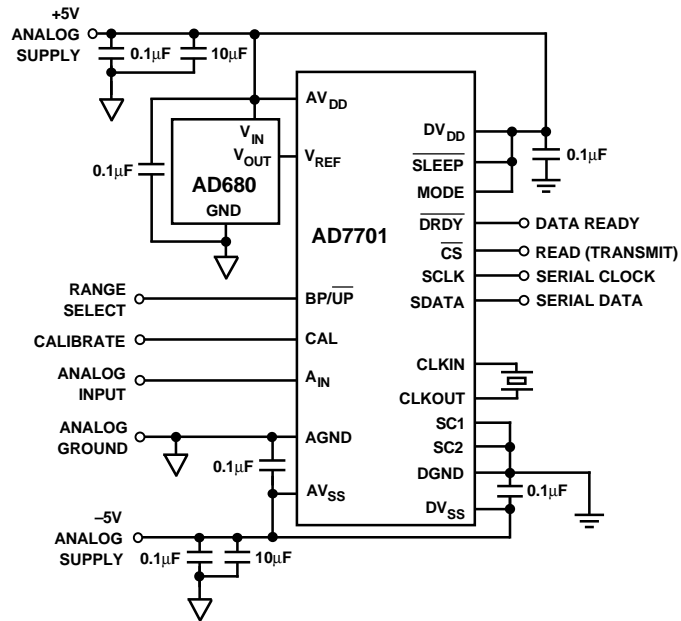 +5V
ANALOG
SUPPLY
0.1µF
10µF
0.1µF
VIN
VOUT
AD680
GND
AVDD
VREF
AD7701
DVDD
SLEEP
MODE
DRDY
CS
SCLK
SDATA
0.1µF
DATA READY
READ (TRANSMIT)
SERIAL CLOCK
SERIAL DATA
RANGE
SELECT
BP/UP
CALIBRATE
CAL
ANALOG
INPUT
AIN
CLKIN
CLKOUT
ANALOG
GROUND
AGND
SC1
SC2
DGND
0.1µF
AVSS
0.1µF
DVSS
–5V
ANALOG
SUPPLY
0.1µF
10µF